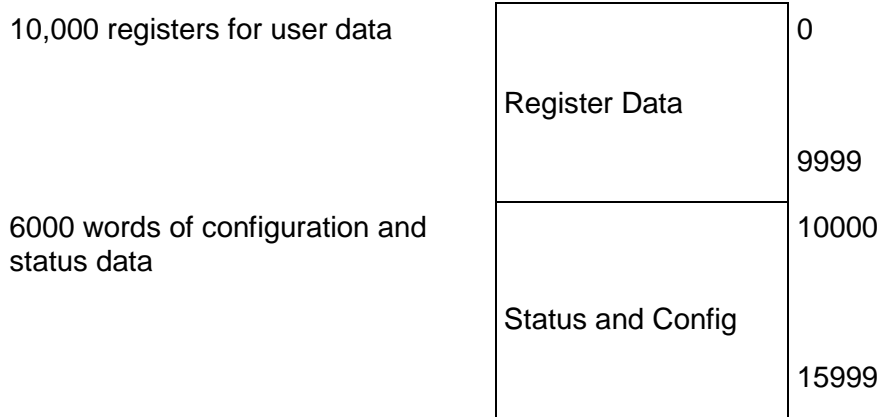 10,000 registers for user data
0
Register Data
9999
6000 words of configuration and
10000
status data
Status and Config
15999